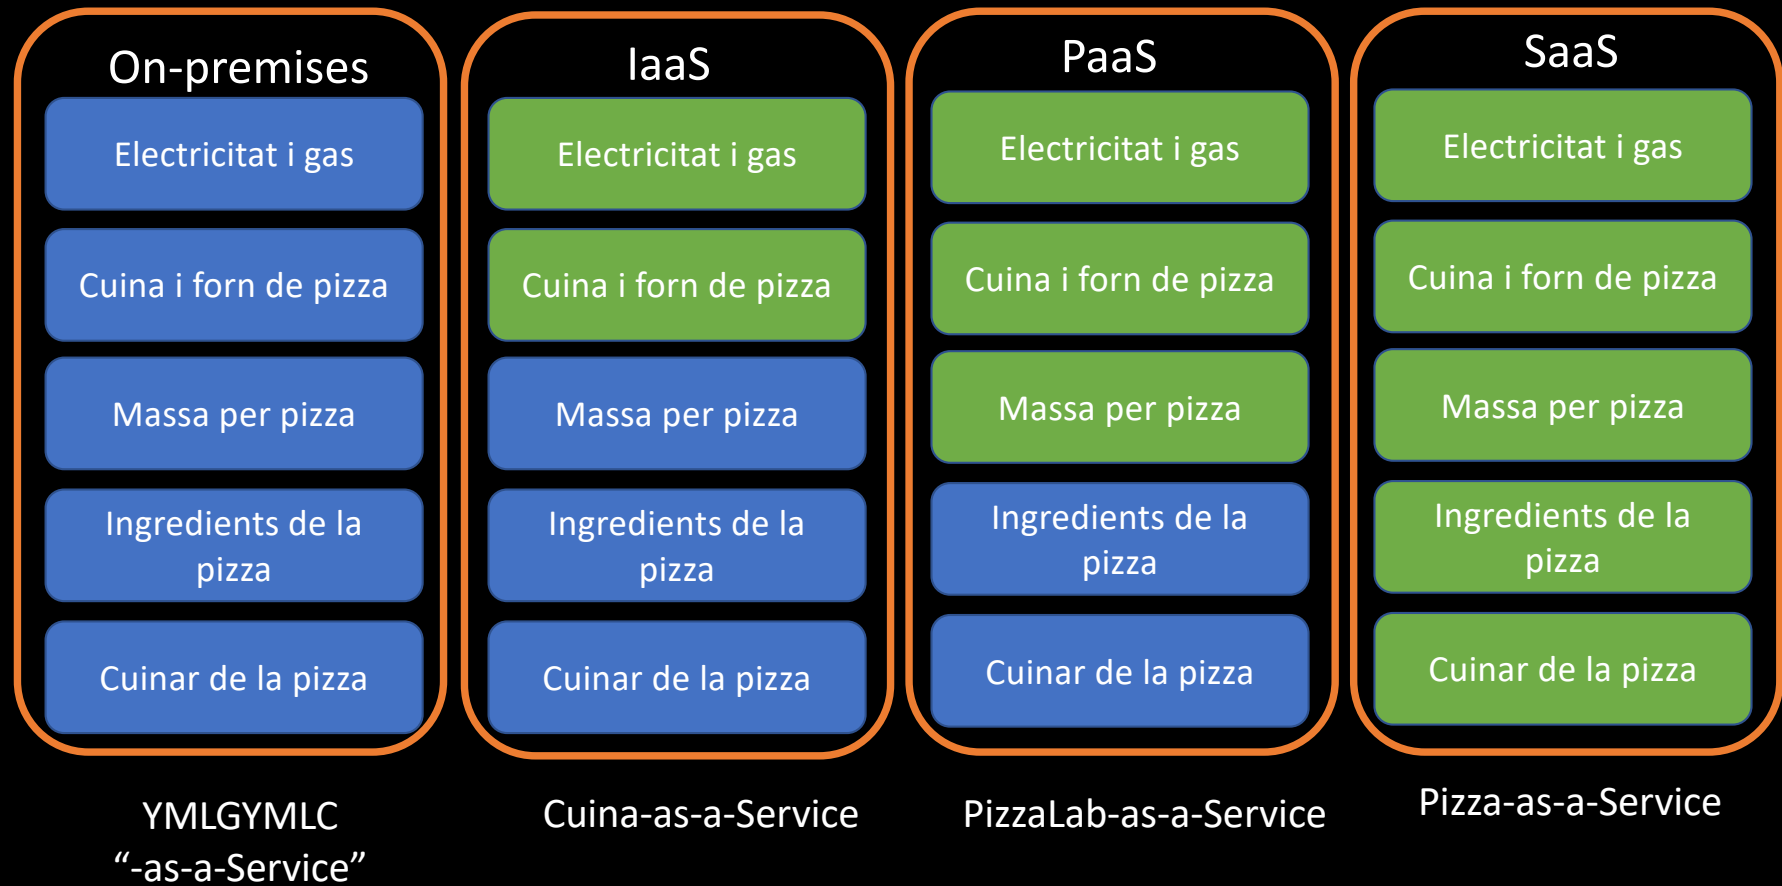 On-premises
Electricitat i gas
Cuina i forn de pizza
Massa per pizza
Ingredients de la
pizza
Cuinar de la pizza
YMLGYMLC
“-as-a-Service”
IaaS
Electricitat i gas
Cuina i forn de pizza
Massa per pizza
Ingredients de la
pizza
Cuinar de la pizza
Cuina-as-a-Service
PaaS
Electricitat i gas
Cuina i forn de pizza
Massa per pizza
Ingredients de la
pizza
Cuinar de la pizza
PizzaLab-as-a-Service
SaaS
Electricitat i gas
Cuina i forn de pizza
Massa per pizza
Ingredients de la
pizza
Cuinar de la pizza
Pizza-as-a-Service